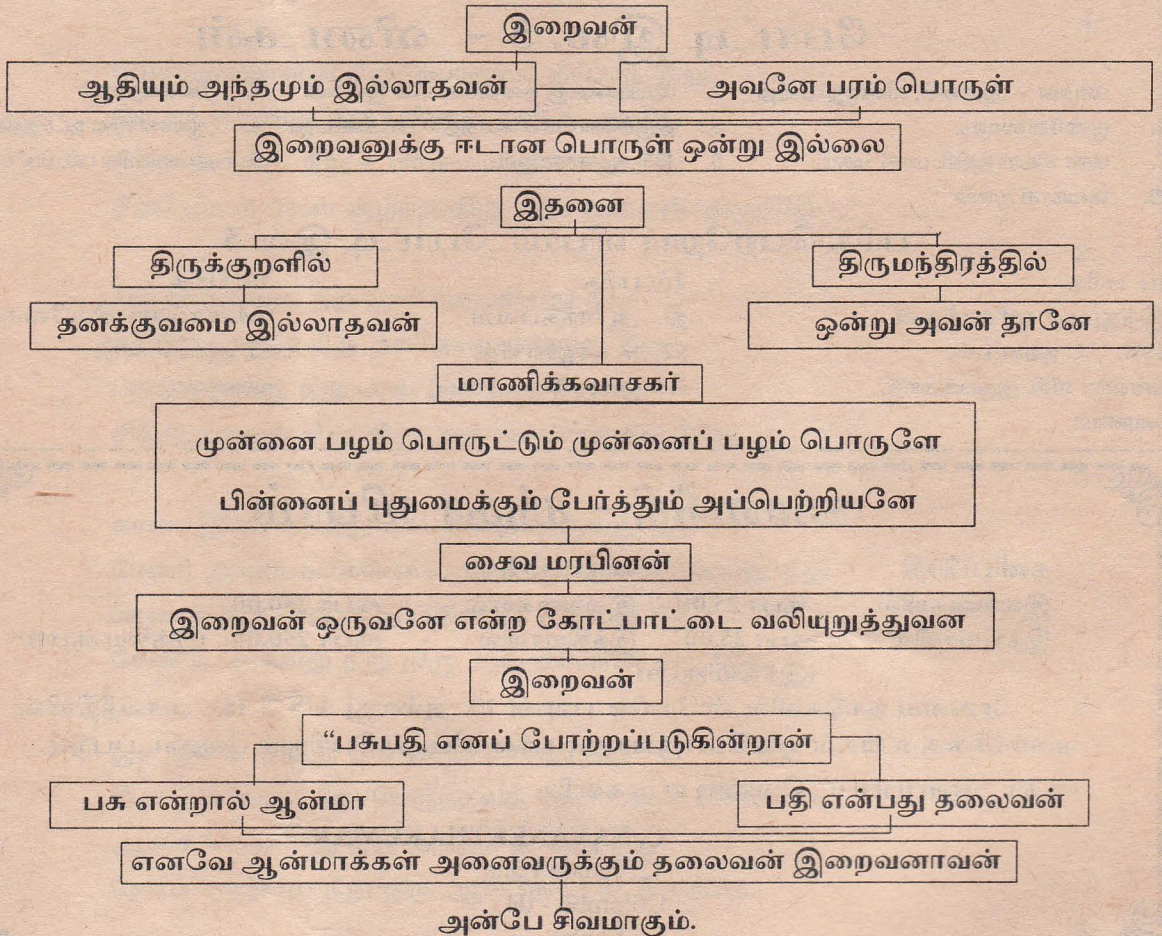 இறைவன்
ஆதியும் அந்தமும் இல்லாதவன்
அவனே பரம் பொருள்
இறைவனுக்கு ஈடான பொருள் ஒன்று இல்லை
இதனை
திருக்குறளில்
திருமந்திரத்தில்
தனக்குவமை இல்லாதவன்
ஒன்று அவன் தானே
மாணிக்கவாசகர்
முன்னை பழம் பொருட்டும் முன்னைப் பழம் பொருளே
பின்னைப் புதுமைக்கும் பேர்த்தும் அப்பெற்றியனே
சைவ மரபினன்
இறைவன் ஒருவனே என்ற கோட்பாட்டை வலியுறுத்துவன
இறைவன்
“பசுபதி எனப் போற்றப்படுகின்றான்
பசு என்றால் ஆன்மா
பதி என்பது தலைவன்
எனவே ஆன்மாக்கள் அனைவருக்கும் தலைவன் இறைவனாவன்
அன்பே சிவமாகும்.